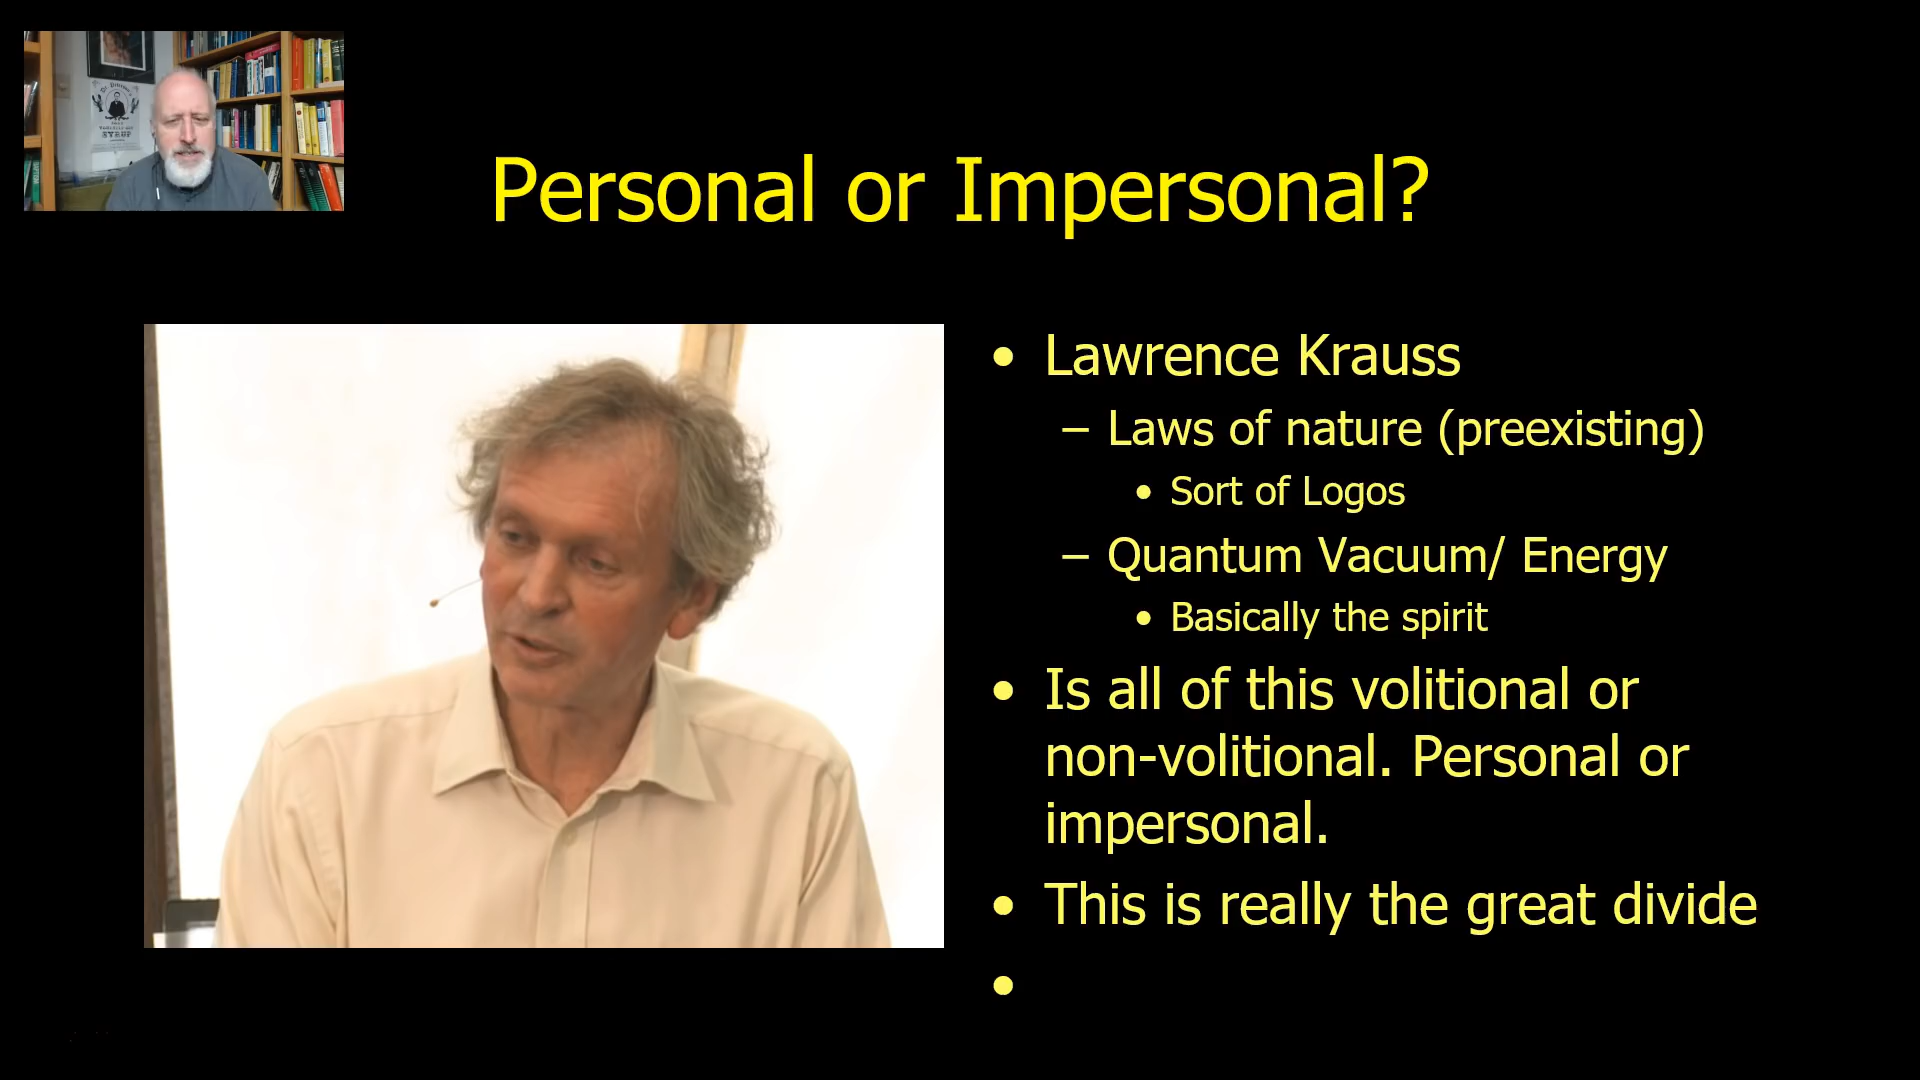 SYRUP
Personal or Impersonal?
• Lawrence Krauss
– Laws of nature (preexisting)
• Sort of Logos
– Quantum Vacuum/ Energy
• Basically the spirit
• Is all of this volitional or
non-volitional. Personal or
impersonal.
• This is really the great divide
•